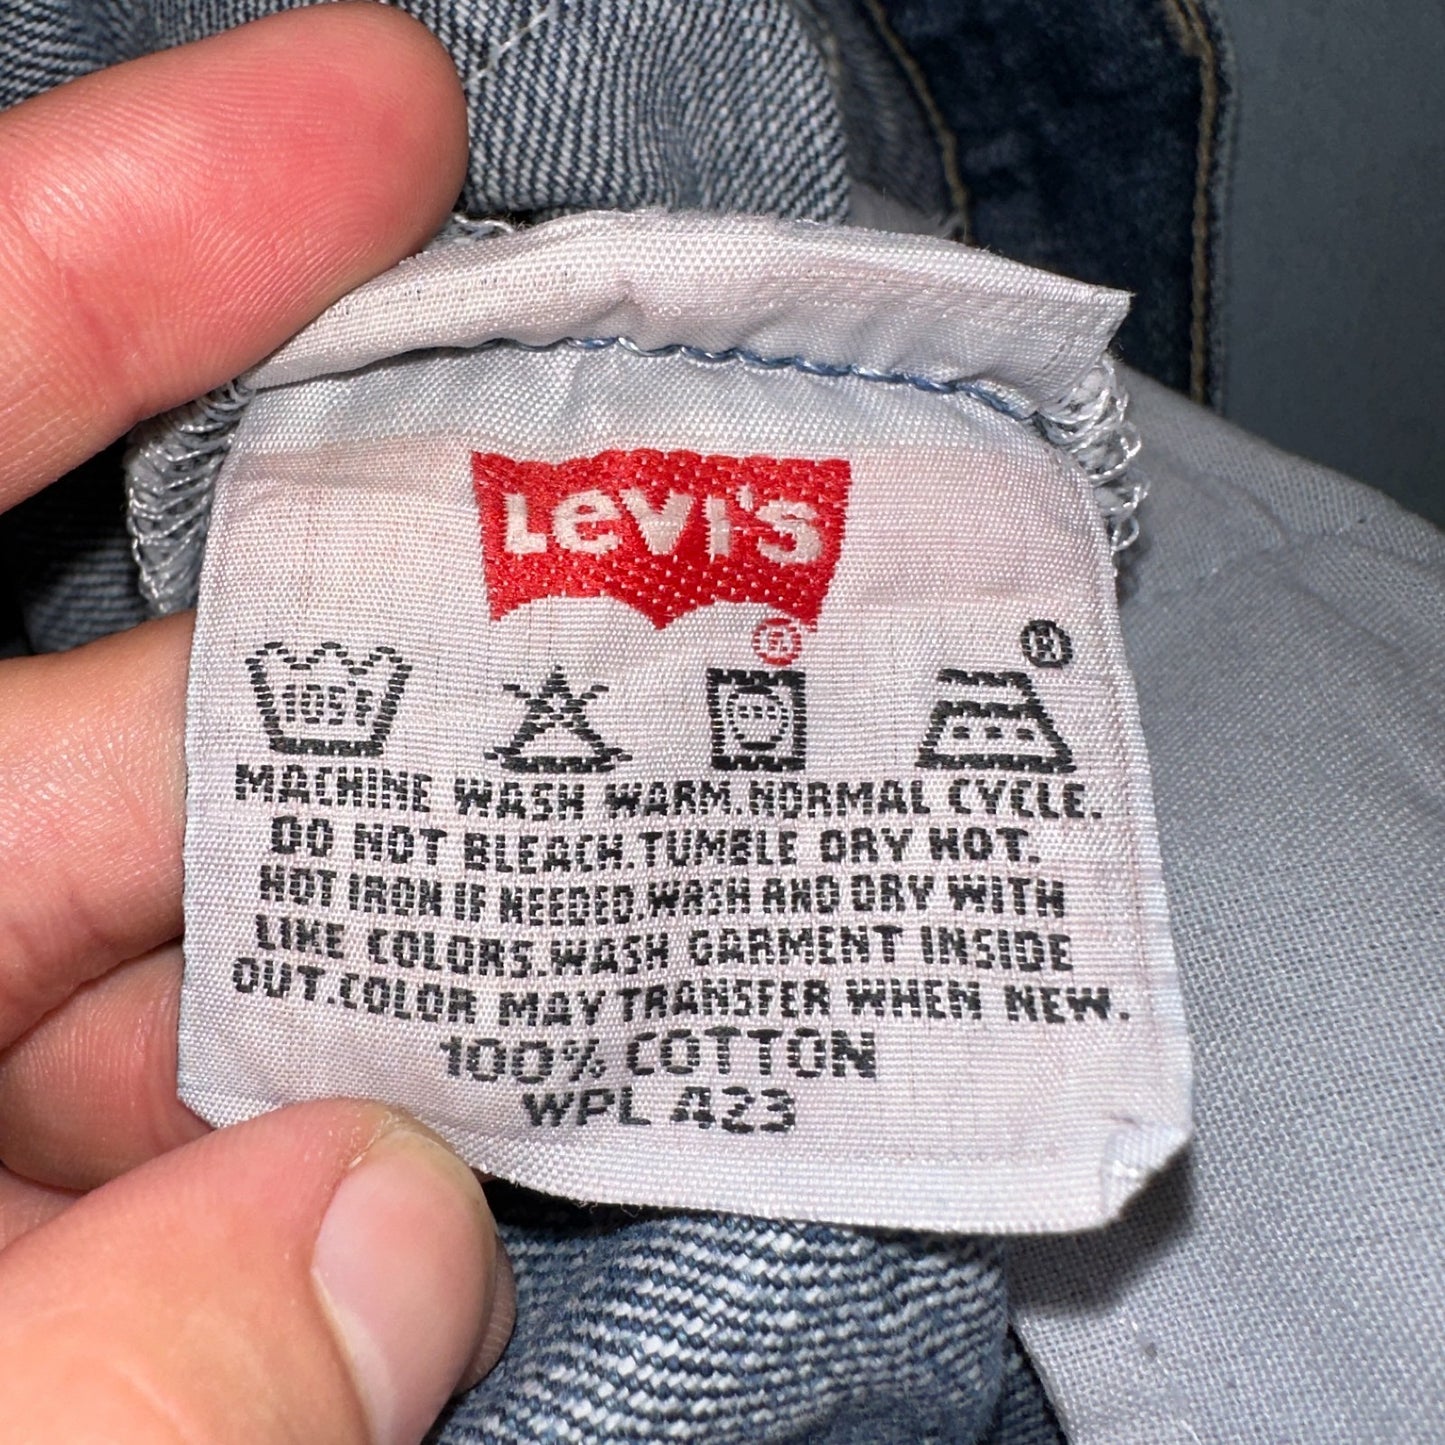 LEVI'S
®
®
105°F
MACHINE WASH WARM.NORMAL CYCLE.
DO NOT BLEACH.TUMBLE DRY HOT.
HOT IRON IF NEEDED.WASH AND DRY WITH
LIKE COLORS.WASH GARMENT INSIDE
OUT.COLOR MAY TRANSFER WHEN NEW.
100% COTTON
WPL 423